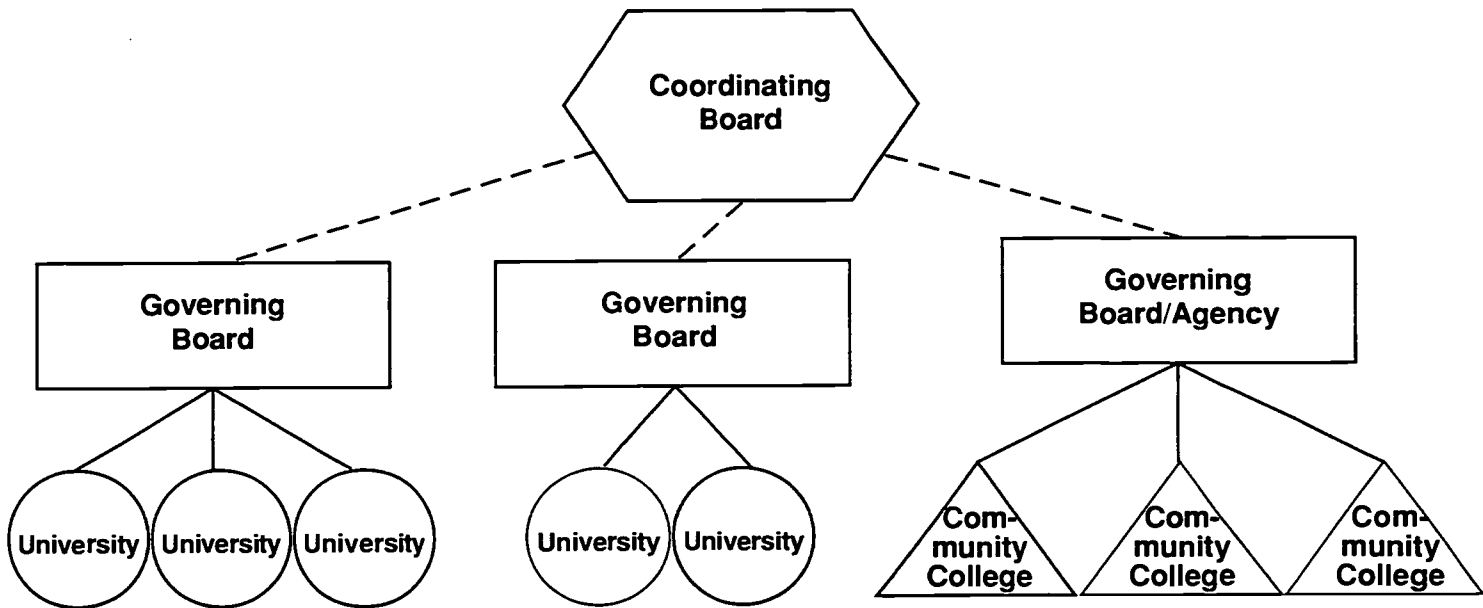 Coordinating
Board
Governing
Board
Governing
Board
Governing
Board/Agency
University
University
University
University
University
Com-
munity
College
Com-
munity
College
Com-
munity
College